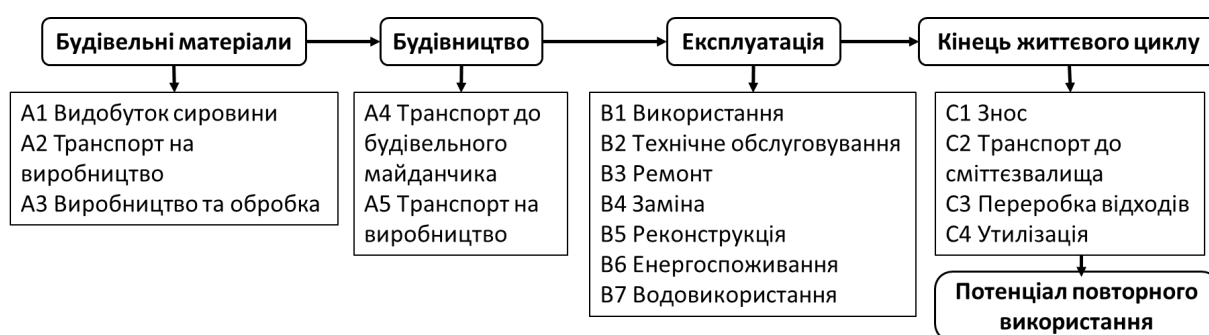 Будівельні матеріали
А1 Видобуток сировини
А2 Транспорт на
виробництво
А3 Виробництво та обробка
Будівництво
А4 Транспорт до
будівельного
майданчика
А5 Транспорт на
виробництво
Експлуатація
В1 Використання
В2 Технічне обслуговування
В3 Ремонт
В4 Заміна
В5 Реконструкція
В6 Енергоспоживання
В7 Водовикористання
Кінець життєвого циклу
С1 Знос
С2 Транспорт до
сміттєзвалища
С3 Переробка відходів
С4 Утилізація
Потенціал повторного
використання